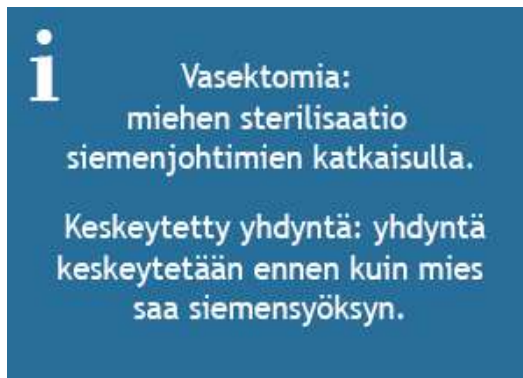 i
Vasektomia:
miehen sterilisaatio
siemenjohtimien katkaisulla.
Keskeytetty yhdyntä: yhdyntä
keskeytetään ennen kuin mies
saa siemensyöksyn.